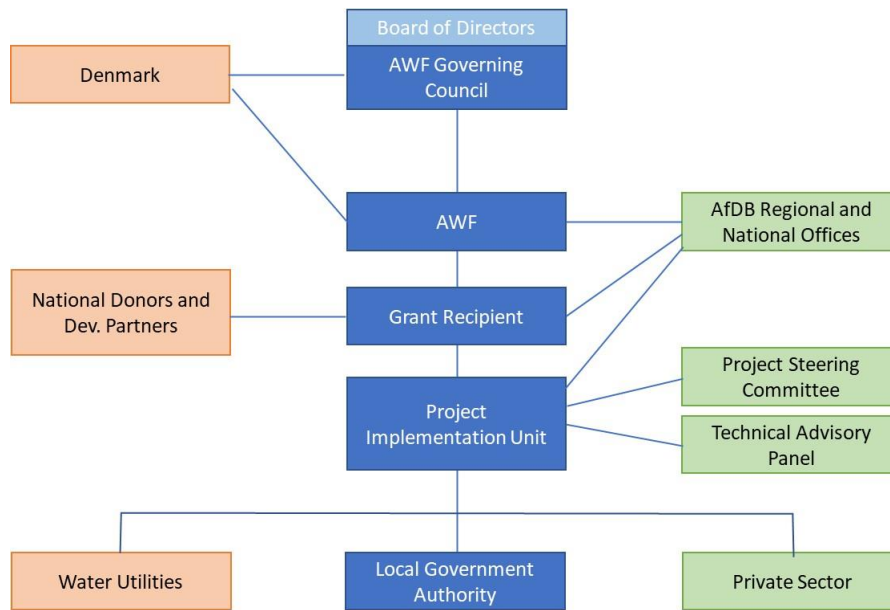 Board of Directors
AWF Governing
Council
Denmark
AWF
AfDB Regional and
National Offices
National Donors and
Dev. Partners
Grant Recipient
Project Steering
Committee
Project
Implementation Unit
Technical Advisory
Panel
Water Utilities
Local Government
Authority
Private Sector